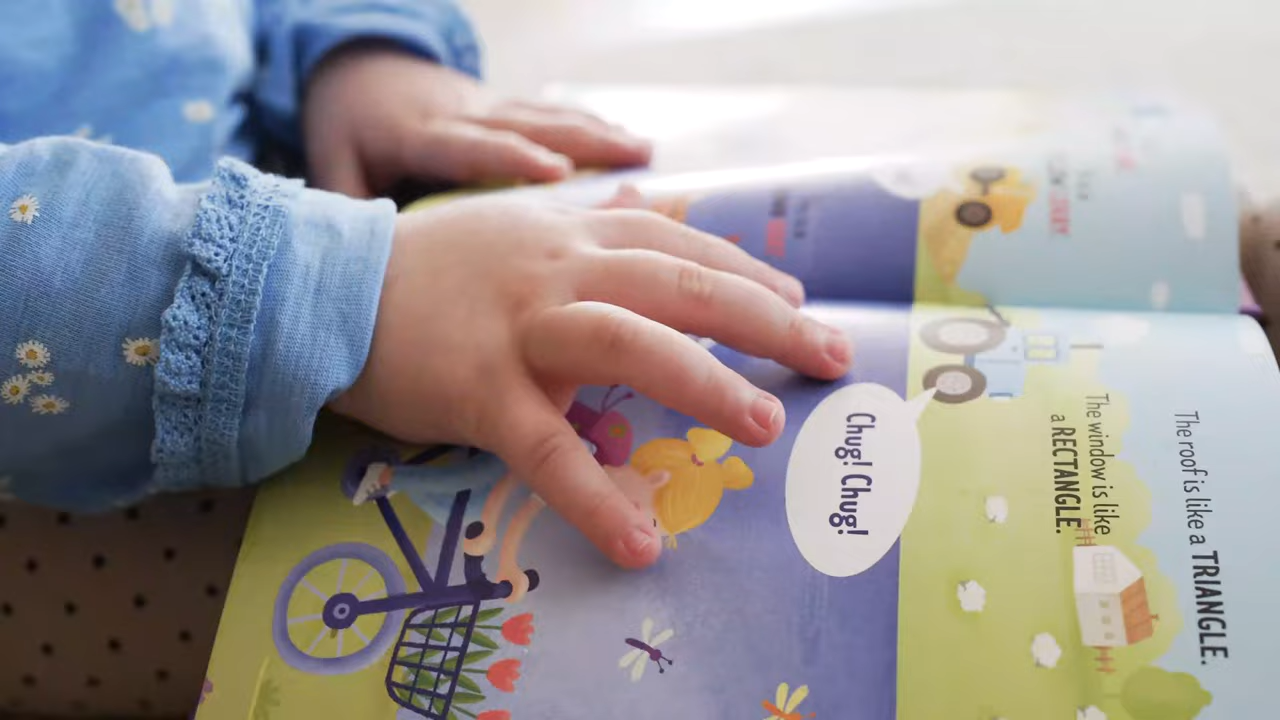 The roof is like a TRIANGLE.
The window is like
a RECTANGLE.
Chug! Chug!